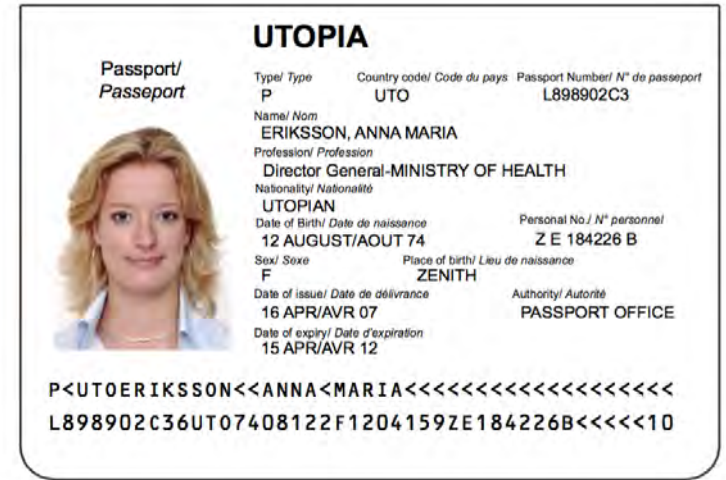 UTOPIA
Passport/
Passeport
Type/ Type Country code/ Code du pays Passport Number/ N° de passeport
P UTO L898902C3
Name/ Nom
ERIKSSON, ANNA MARIA
Profession/ Profession
Director General-MINISTRY OF HEALTH
Nationality/ Nationalité
UTOPIAN
Date of Birth/ Date de naissance Personal No./ N° personnel
12 AUGUST/AOUT 74 Z E 184226 B
Sex/ Sexe Place of birth/ Lieu de naissance
F ZENITH
Date of issue/ Date de délivrance Authority/ Autorité
16 APR/AVR 07 PASSPORT OFFICE
Date of expiry/ Date d'expiration
15 APR/AVR 12
P<UTOERIKSSON<<ANNA<MARIA<<<<<<<<<<<<<<<<<<<
L898902C36UTO7408122F1204159ZE184226B<<<<<10